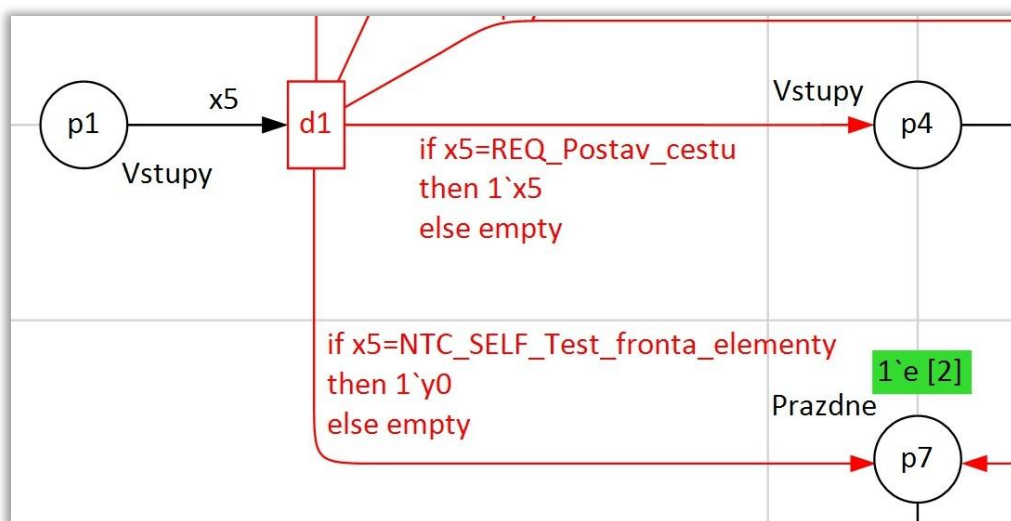 x5
Vstupy
p1
d1
p4
if x5=REQ_Postav_cestu
then 1`x5
else empty
Vstupy
if x5=NTC_SELF_Test_fronta_elementy
then 1`y0
else empty
1`e [2]
Prazdne
p7